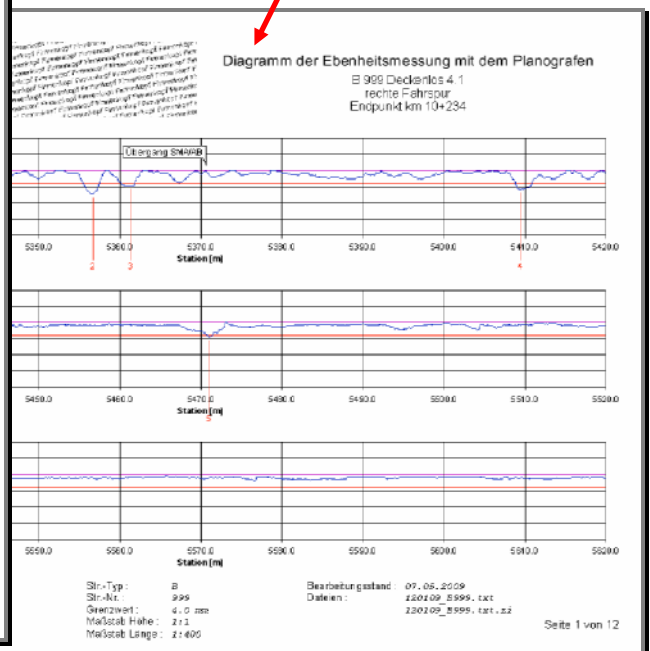 Diagramm der Ebenheitsmessung mit dem Planografen
B 999 Deckenlos 4.1
rechte Fahrspur
Endpunkt km 10+234
Übergang SMA/AB
5350.0 5360.0 5370.0 5380.0 5390.0 5400.0 5410.0 5420.0
Station [m]
2 3 4
5450.0 5460.0 5470.0 5480.0 5490.0 5500.0 5510.0 5520.0
Station [m]
5
5550.0 5560.0 5570.0 5580.0 5590.0 5600.0 5610.0 5620.0
Station [m]
Str.-Typ : B Bearbeitungsstand : 07.05.2009
Str.-Nr. : 999 Dateien : 120109_B999.txt
Grenzwert : 4.0 mm 120109_B999.txt.zi
Maßstab Höhe : 1:1
Maßstab Länge : 1:400
Seite 1 von 12